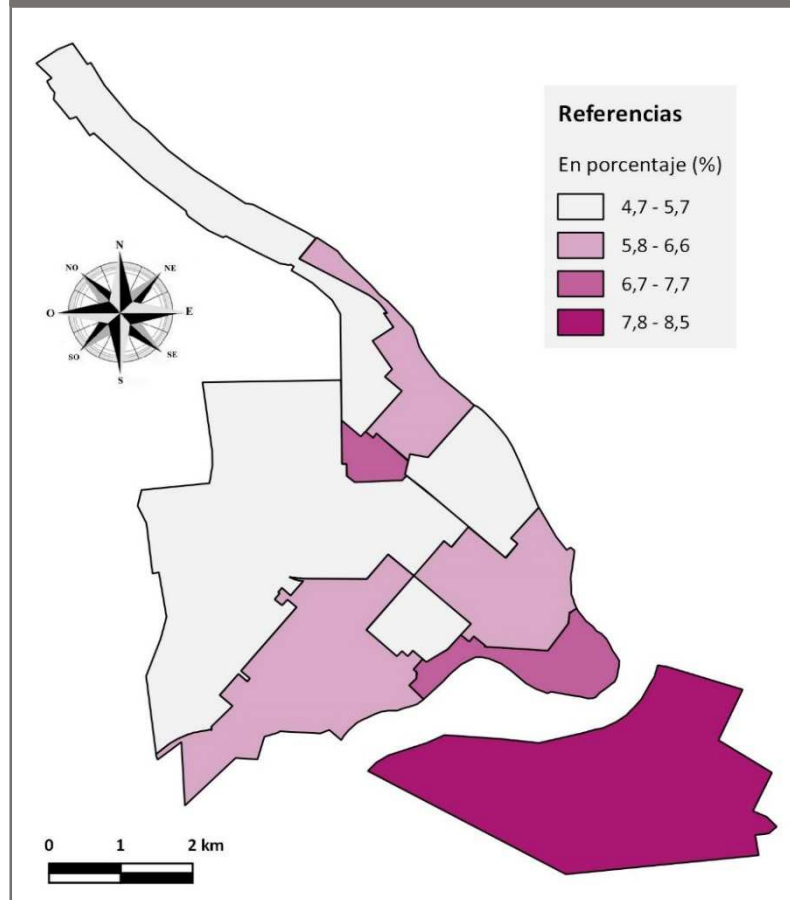 Referencias
En porcentaje (%)
4,7 - 5,7
5,8 - 6,6
6,7 - 7,7
7,8 - 8,5
N
NO
NE
O
E
SO
SE
S
0 1 2 km